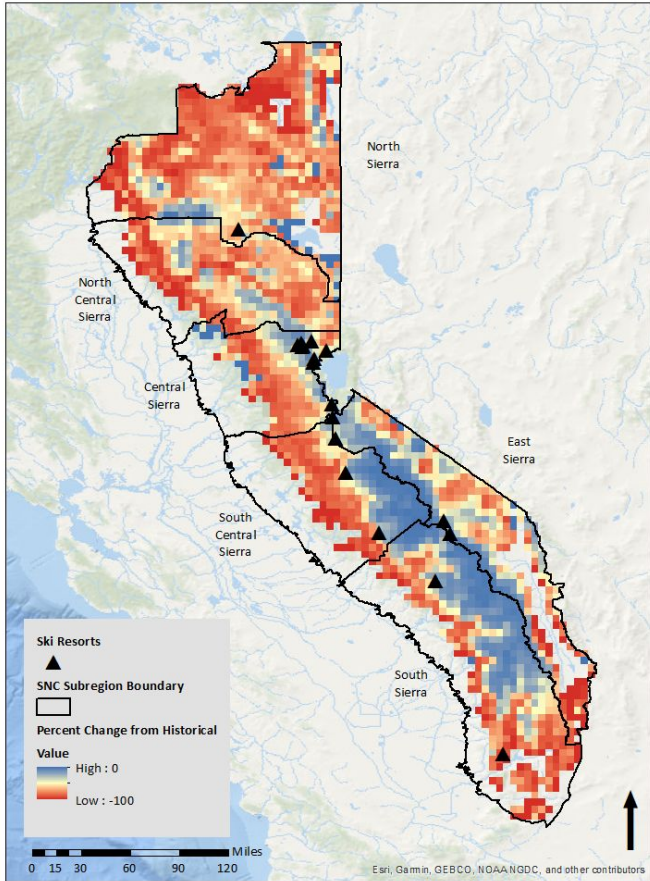 North
Sierra
North
Central
Sierra
Central
Sierra
East
Sierra
South
Central
Sierra
South
Sierra
Ski Resorts
SNC Subregion Boundary
Percent Change from Historical
Value
High : 0
Low : -100
Miles
0 15 30 60 90 120
Esri, Garmin, GEBCO, NOAA NGDC, and other contributors